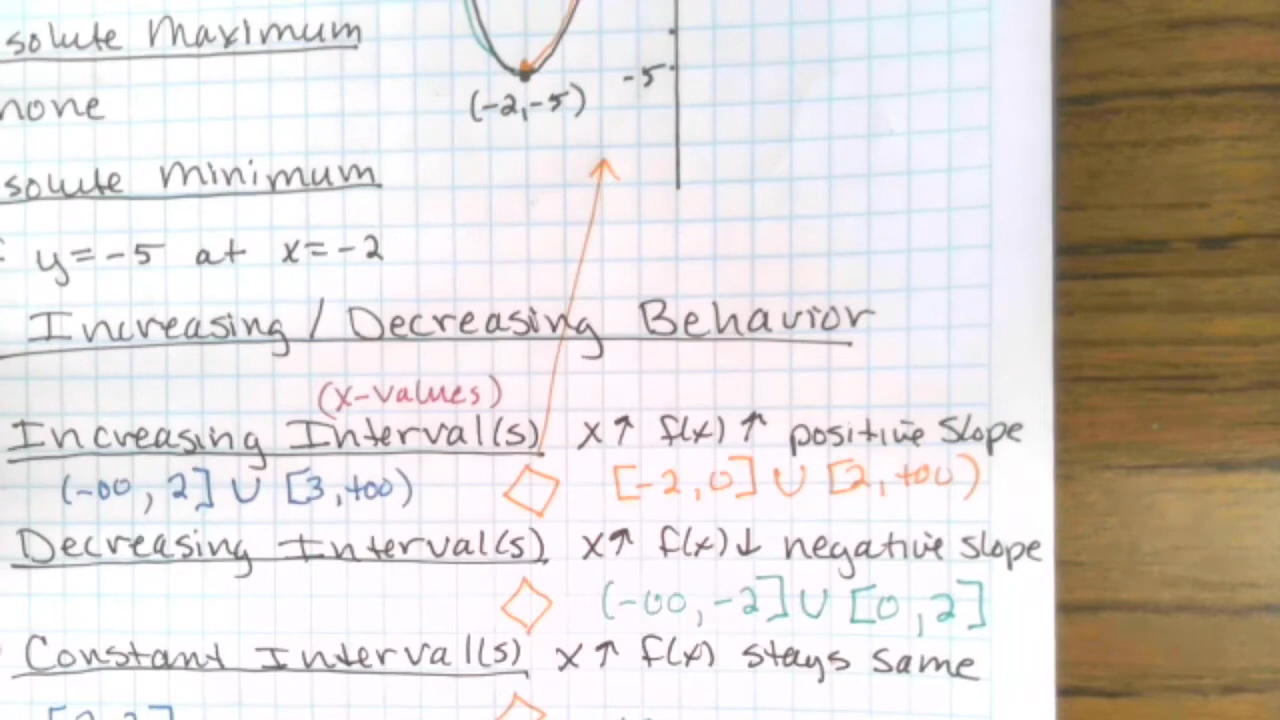 solute Maximum
none
-5
(-2,-5)
solute Minimum
y=-5 at x=-2
Increasing / Decreasing Behavior
(x-values)
Increasing Interval(s) x↑ f(x)↑ positive slope
(-∞, 2] ∪ [3, +∞) [-2,0] ∪ [2,+∞)
Decreasing Interval(s) x↑ f(x)↓ negative slope
(-∞,-2] ∪ [0,2]
Constant Interval(s) x↑ f(x) stays same